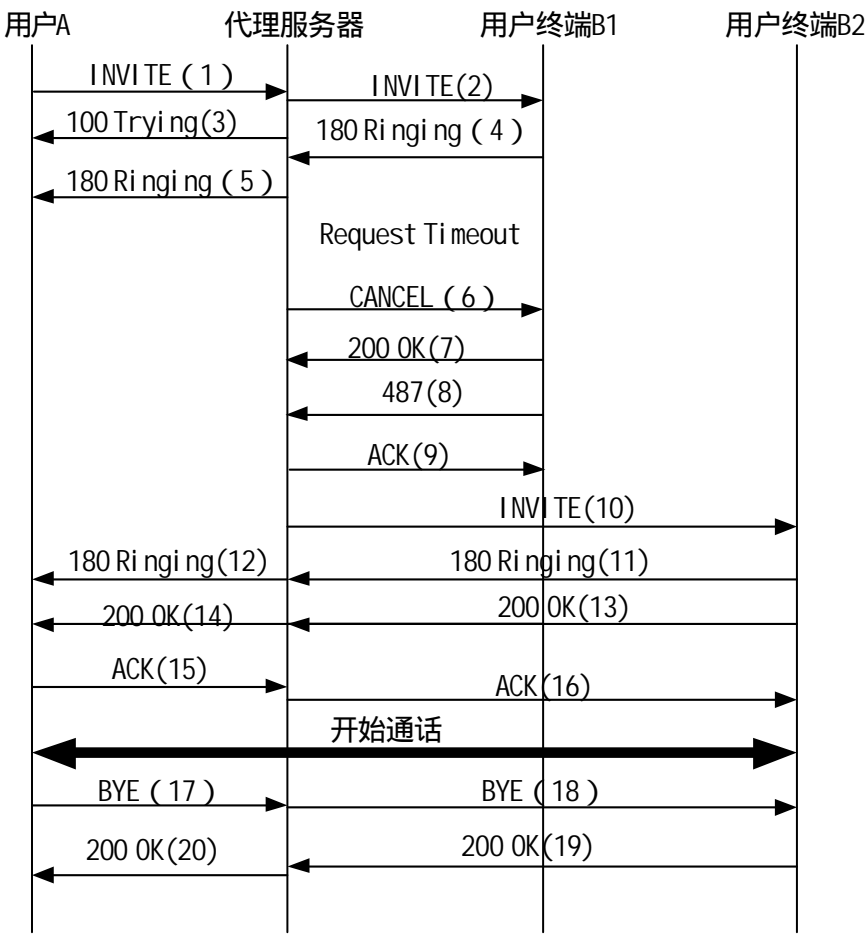 用户A 代理服务器 用户终端B1 用户终端B2
INVITE（1）
INVITE(2)
100 Trying(3)
180 Ringing（4）
180 Ringing（5）
Request Timeout
CANCEL（6）
200 OK(7)
487(8)
ACK(9)
INVITE(10)
180 Ringing(12) 180 Ringing(11)
200 OK(14) 200 OK(13)
ACK(15) ACK(16)
开始通话
BYE（17） BYE（18）
200 OK(20) 200 OK(19)